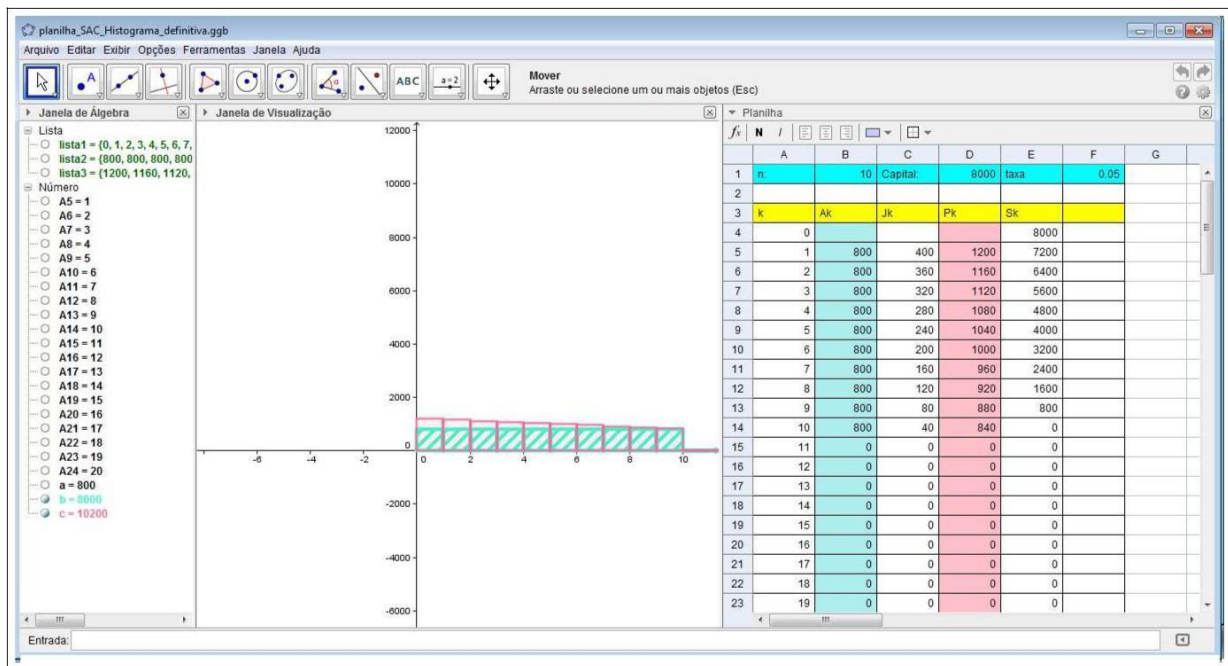 planilha_SAC_Histograma_definitiva.ggb
Arquivo Editar Exibir Opções Ferramentas Janela Ajuda
A α ABC a=2
Mover
Arraste ou selecione um ou mais objetos (Esc)
Janela de Álgebra
Lista
lista1 = {0, 1, 2, 3, 4, 5, 6, 7,
lista2 = {800, 800, 800, 800
lista3 = {1200, 1160, 1120,
Número
A5 = 1
A6 = 2
A7 = 3
A8 = 4
A9 = 5
A10 = 6
A11 = 7
A12 = 8
A13 = 9
A14 = 10
A15 = 11
A16 = 12
A17 = 13
A18 = 14
A19 = 15
A20 = 16
A21 = 17
A22 = 18
A23 = 19
A24 = 20
a = 800
b = 8000
c = 10200
Janela de Visualização
12000
10000
8000
6000
4000
2000
0
-6 -4 -2 0 2 4 6 8 10
-2000
-4000
-6000
Planilha
fx N I
A B C D E F G
1 n: 10 Capital: 8000 taxa 0.05
2
3 k Ak Jk Pk Sk
4 0 8000
5 1 800 400 1200 7200
6 2 800 360 1160 6400
7 3 800 320 1120 5600
8 4 800 280 1080 4800
9 5 800 240 1040 4000
10 6 800 200 1000 3200
11 7 800 160 960 2400
12 8 800 120 920 1600
13 9 800 80 880 800
14 10 800 40 840 0
15 11 0 0 0 0
16 12 0 0 0 0
17 13 0 0 0 0
18 14 0 0 0 0
19 15 0 0 0 0
20 16 0 0 0 0
21 17 0 0 0 0
22 18 0 0 0 0
23 19 0 0 0 0
Entrada: